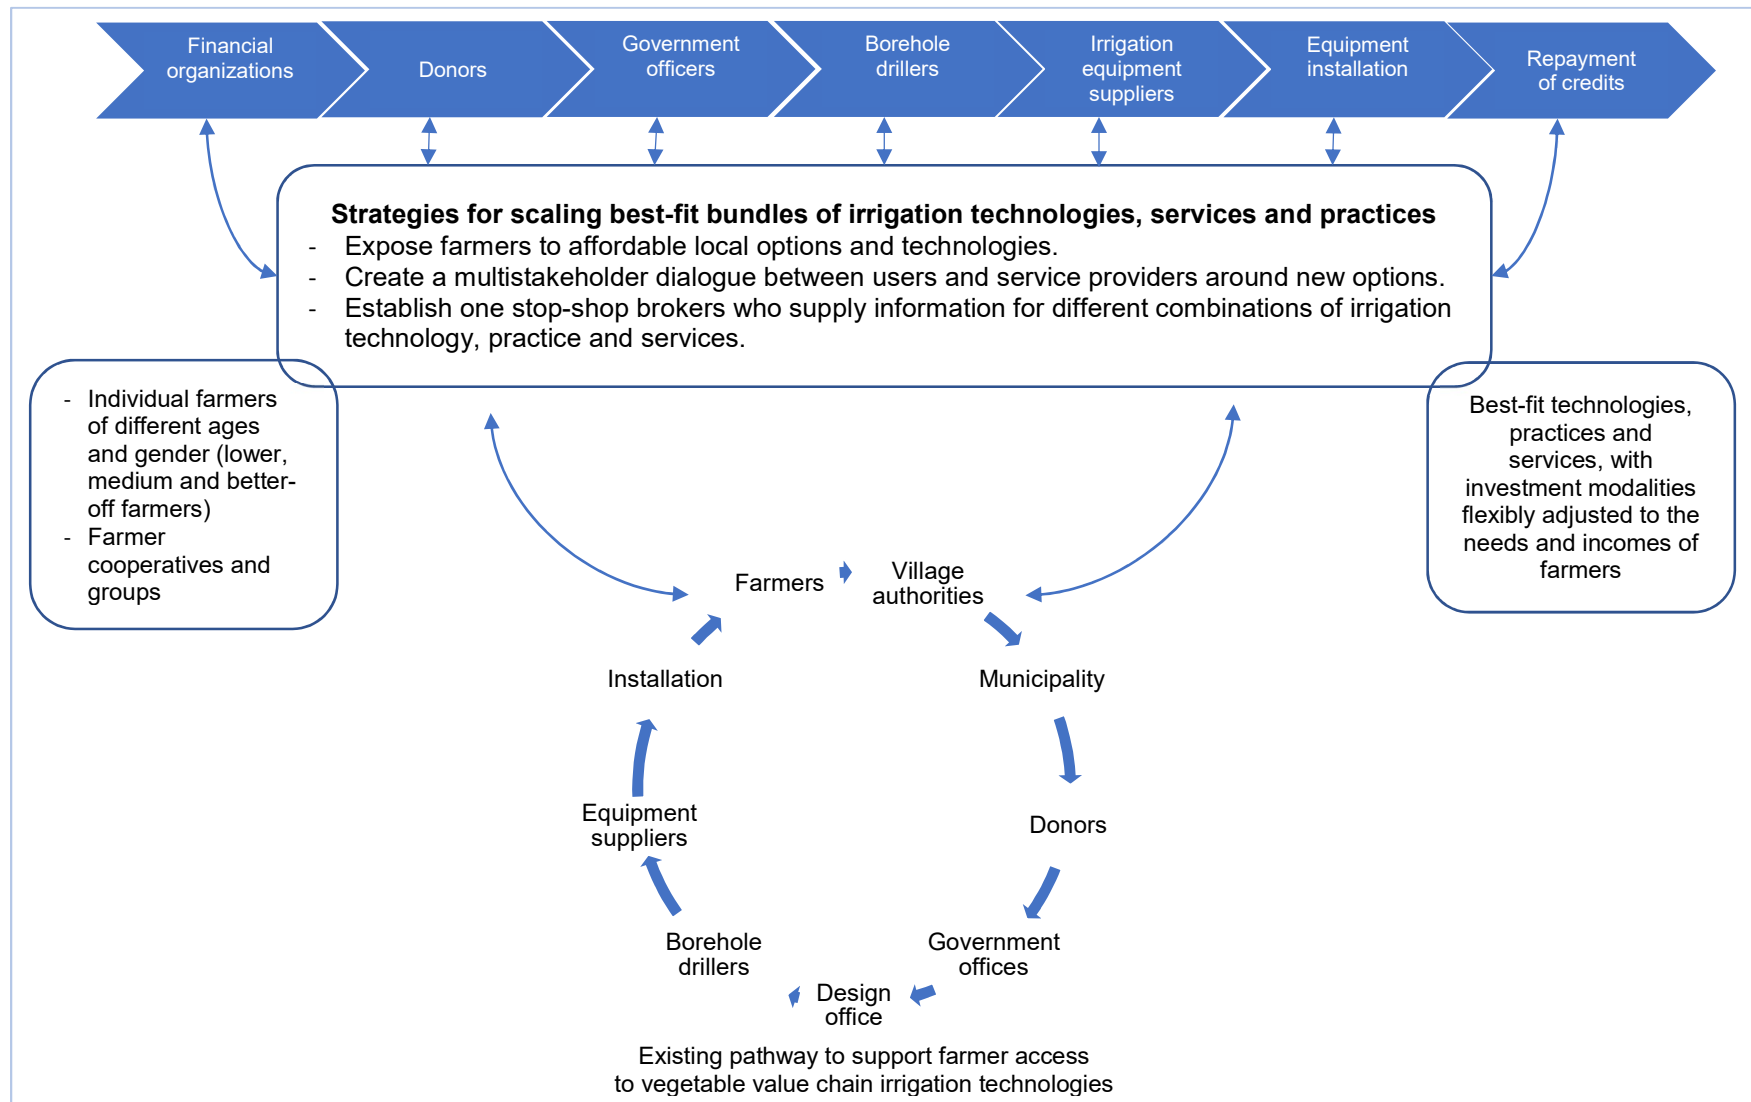 Financial
organizations
Donors
Government
officers
Borehole
drillers
Irrigation
equipment
suppliers
Equipment
installation
Repayment
of credits
Strategies for scaling best-fit bundles of irrigation technologies, services and practices
- Expose farmers to affordable local options and technologies.
- Create a multistakeholder dialogue between users and service providers around new options.
- Establish one stop-shop brokers who supply information for different combinations of irrigation
technology, practice and services.
- Individual farmers
of different ages
and gender (lower,
medium and better-
off farmers)
- Farmer
cooperatives and
groups
Best-fit technologies,
practices and
services, with
investment modalities
flexibly adjusted to the
needs and incomes of
farmers
Farmers
Village
authorities
Municipality
Donors
Government
offices
Design
office
Borehole
drillers
Equipment
suppliers
Installation
Existing pathway to support farmer access
to vegetable value chain irrigation technologies